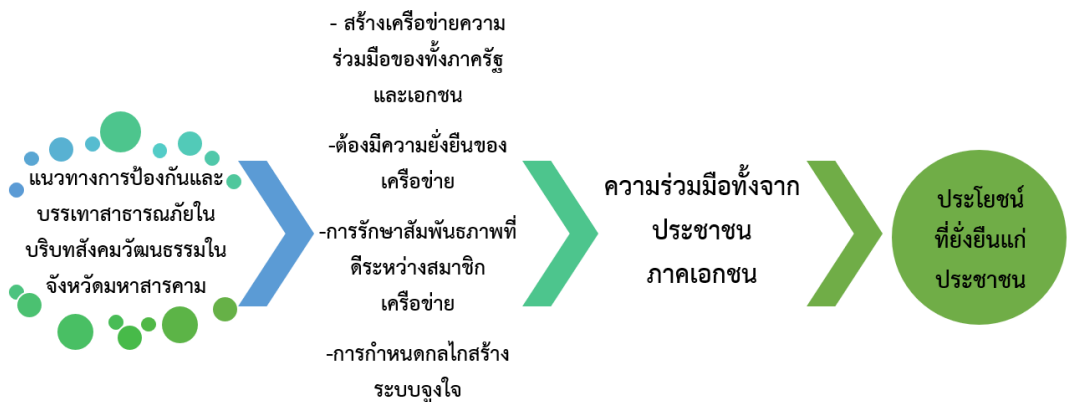 แนวทางการป้องกันและ
บรรเทาสาธารณภัยใน
บริบทสังคมวัฒนธรรมใน
จังหวัดมหาสารคาม
- สร้างเครือข่ายความ
ร่วมมือของทั้งภาครัฐ
และเอกชน
-ต้องมีความยั่งยืนของ
เครือข่าย
-การรักษาสัมพันธภาพที่
ดีระหว่างสมาชิก
เครือข่าย
-การกำหนดกลไกสร้าง
ระบบจูงใจ
ความร่วมมือทั้งจาก
ประชาชน
ภาคเอกชน
ประโยชน์
ที่ยั่งยืนแก่
ประชาชน